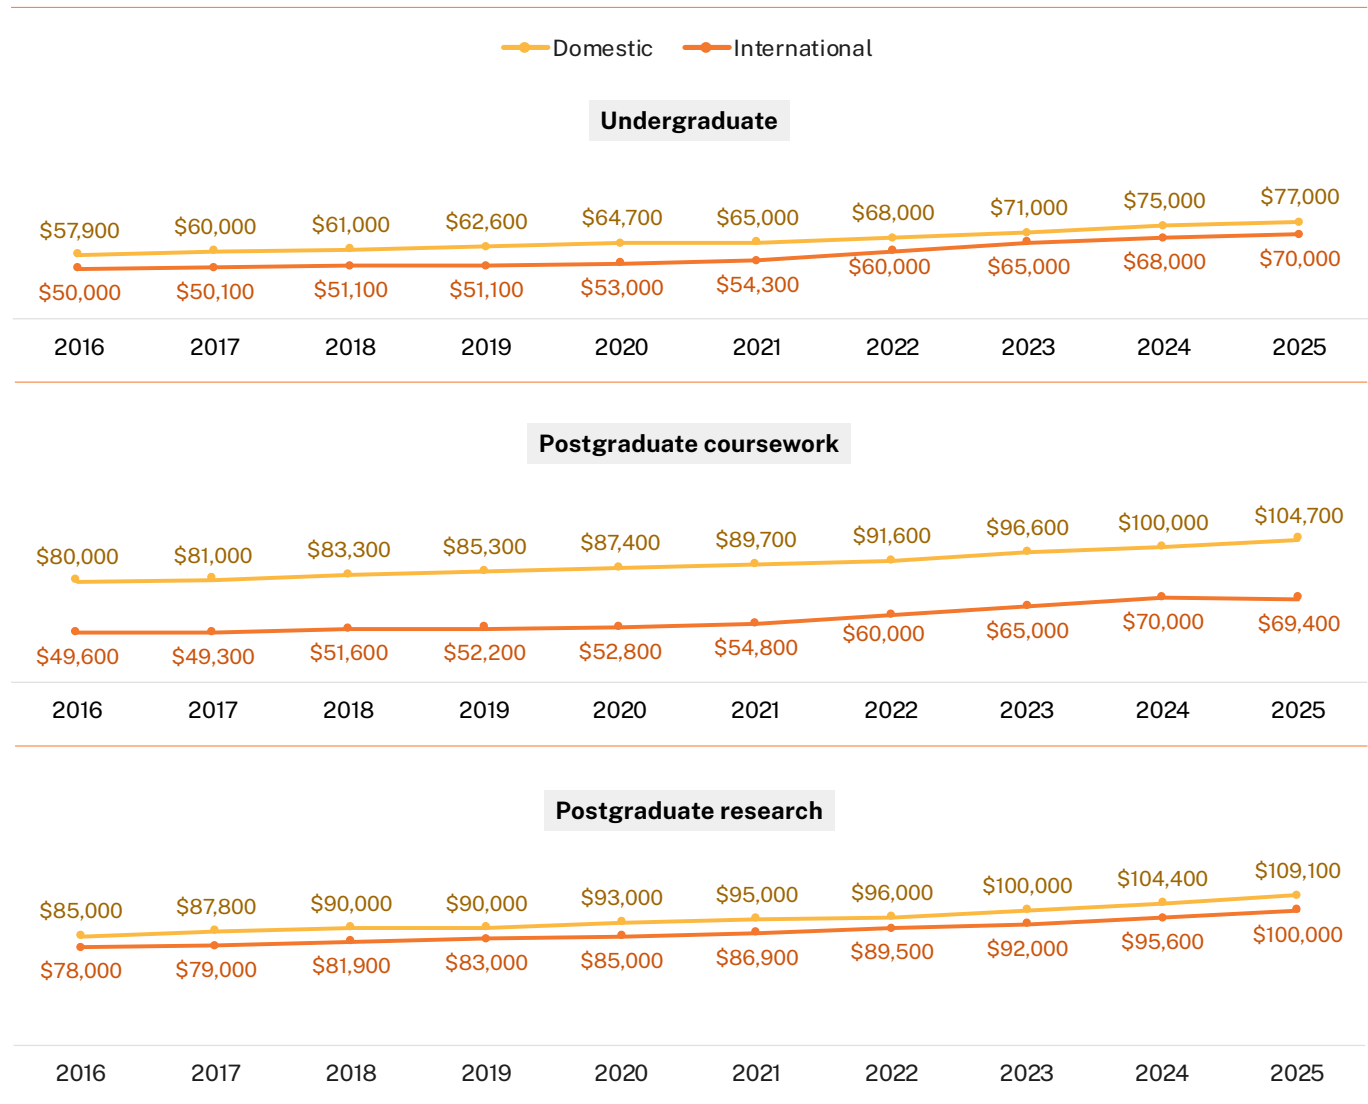 Domestic International
Undergraduate
$57,900 $60,000 $61,000 $62,600 $64,700 $65,000 $68,000 $71,000 $75,000 $77,000
$50,000 $50,100 $51,100 $51,100 $53,000 $54,300 $60,000 $65,000 $68,000 $70,000
2016 2017 2018 2019 2020 2021 2022 2023 2024 2025
Postgraduate coursework
$80,000 $81,000 $83,300 $85,300 $87,400 $89,700 $91,600 $96,600 $100,000 $104,700
$49,600 $49,300 $51,600 $52,200 $52,800 $54,800 $60,000 $65,000 $70,000 $69,400
2016 2017 2018 2019 2020 2021 2022 2023 2024 2025
Postgraduate research
$85,000 $87,800 $90,000 $90,000 $93,000 $95,000 $96,000 $100,000 $104,400 $109,100
$78,000 $79,000 $81,900 $83,000 $85,000 $86,900 $89,500 $92,000 $95,600 $100,000
2016 2017 2018 2019 2020 2021 2022 2023 2024 2025